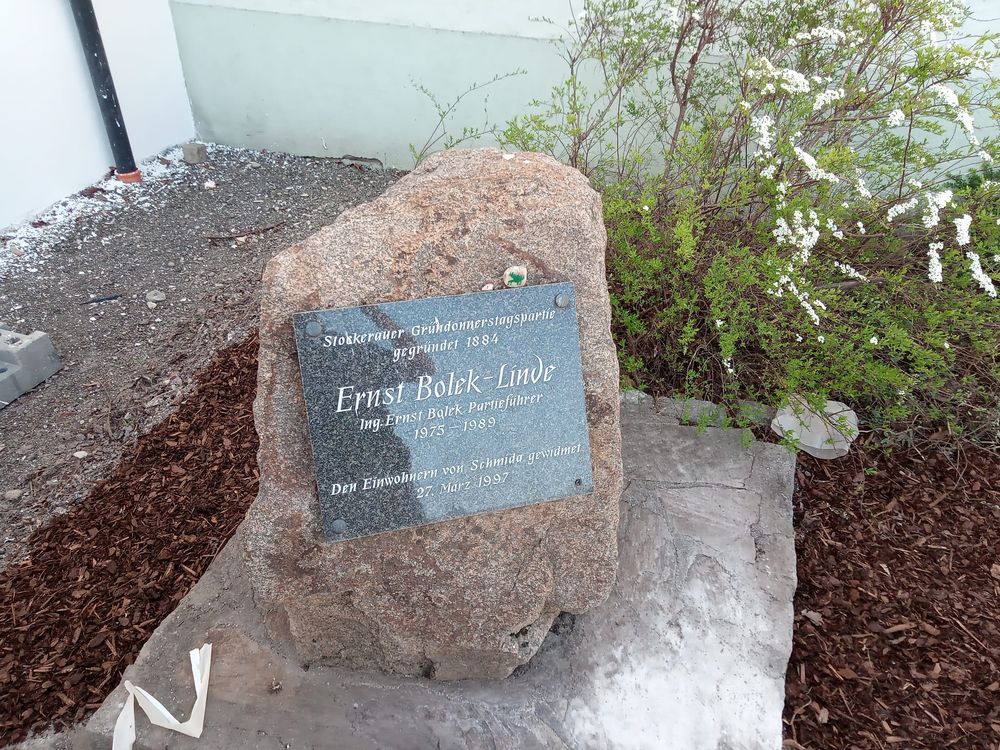 Stockerauer Gründonnerstagspartie
gegründet 1884
Ernst Bolek-Linde
Ing. Ernst Bolek Partieführer
1975 – 1989
Den Einwohnern von Schmida gewidmet
27. März 1997